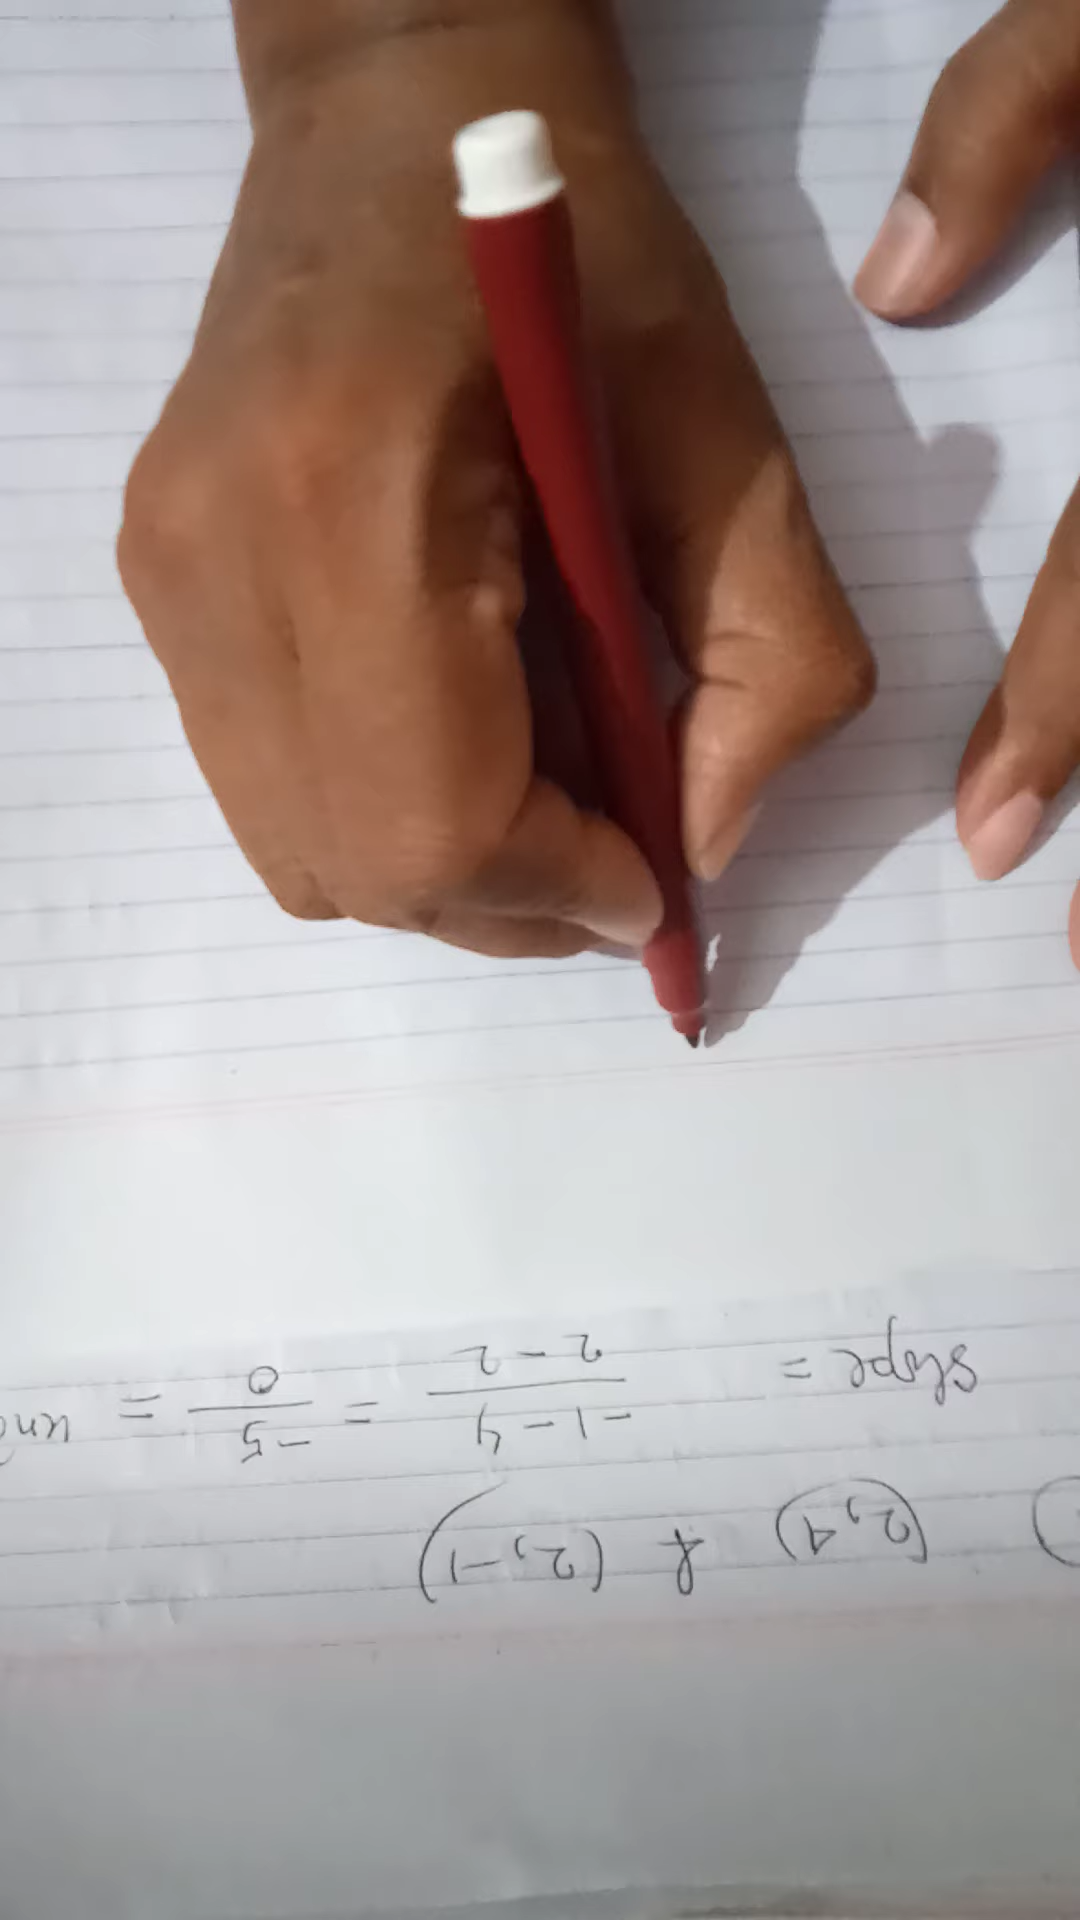 (2,4) & (2,-1)
slope = -1-4/2-2 = -5/0 =